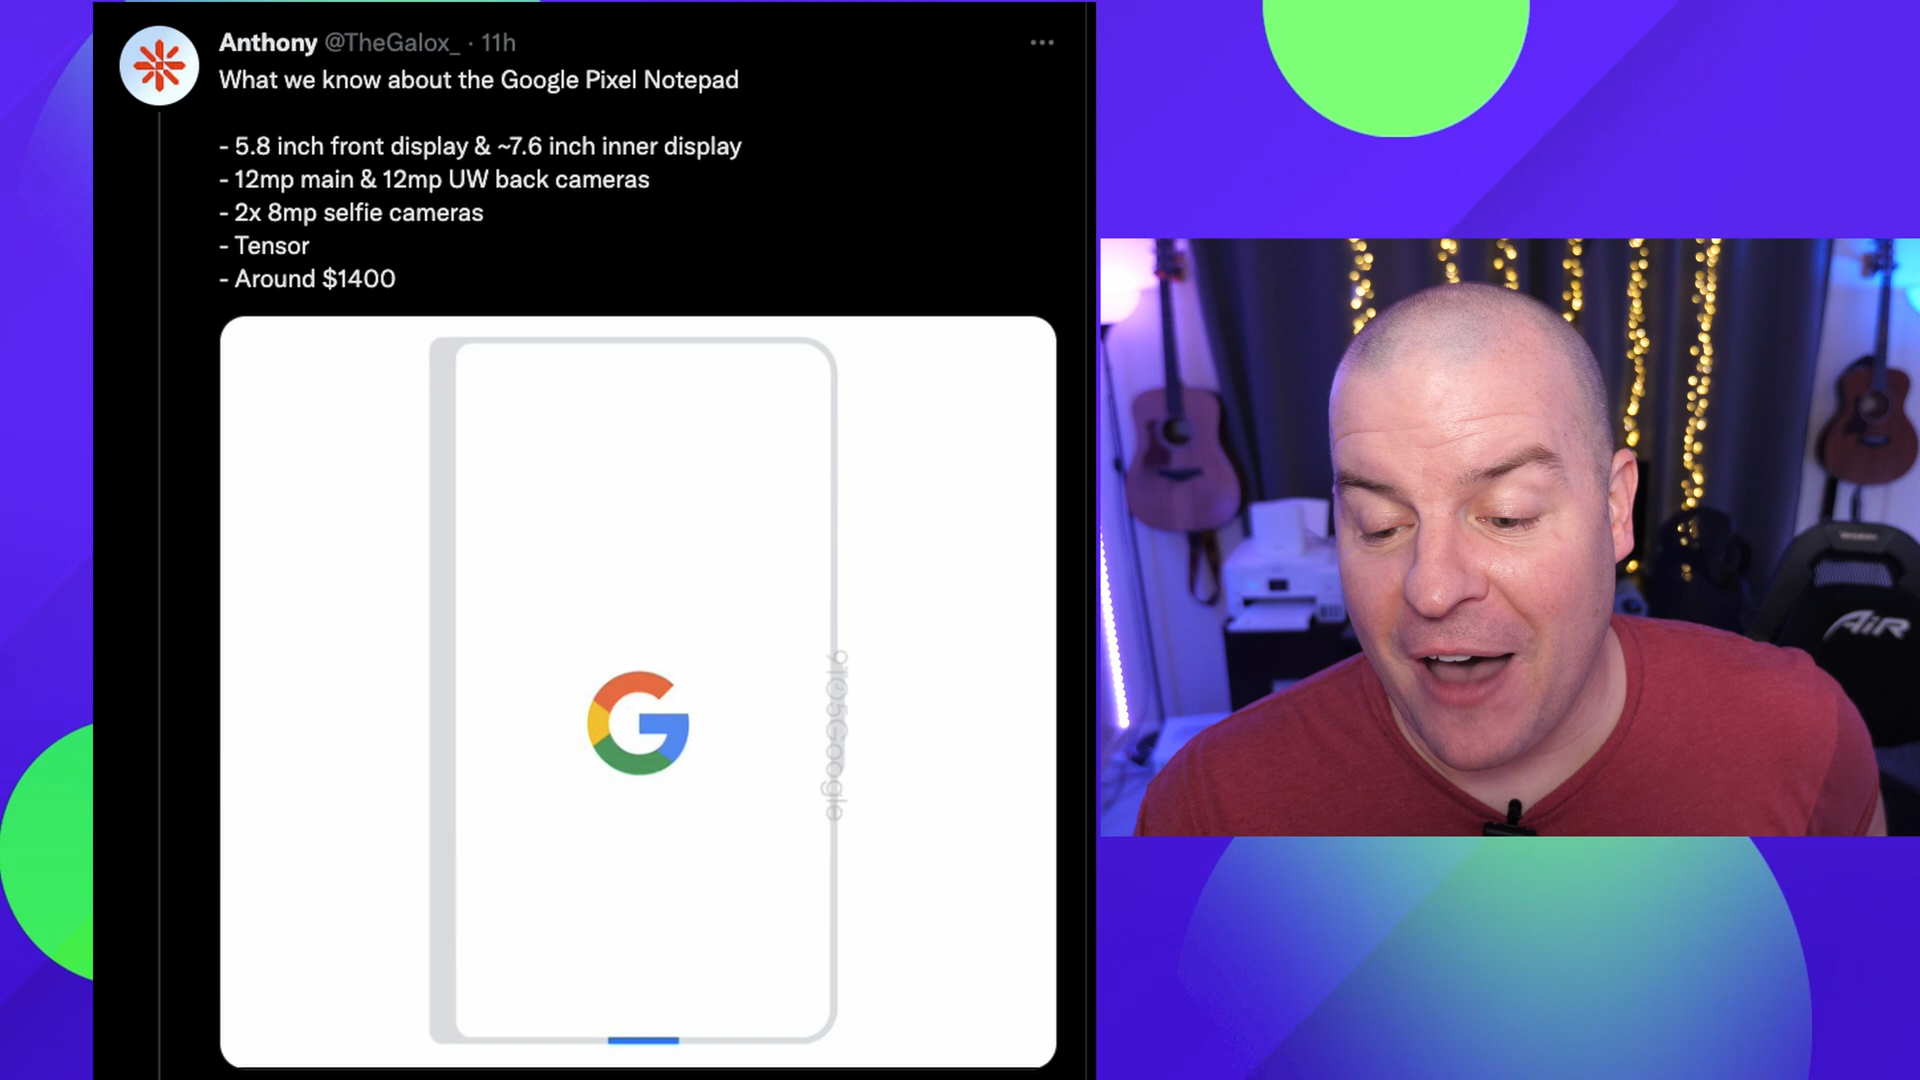 Anthony @TheGalox_ · 11h
What we know about the Google Pixel Notepad
- 5.8 inch front display & ~7.6 inch inner display
- 12mp main & 12mp UW back cameras
- 2x 8mp selfie cameras
- Tensor
- Around $1400
G
9TO5Google
AiR